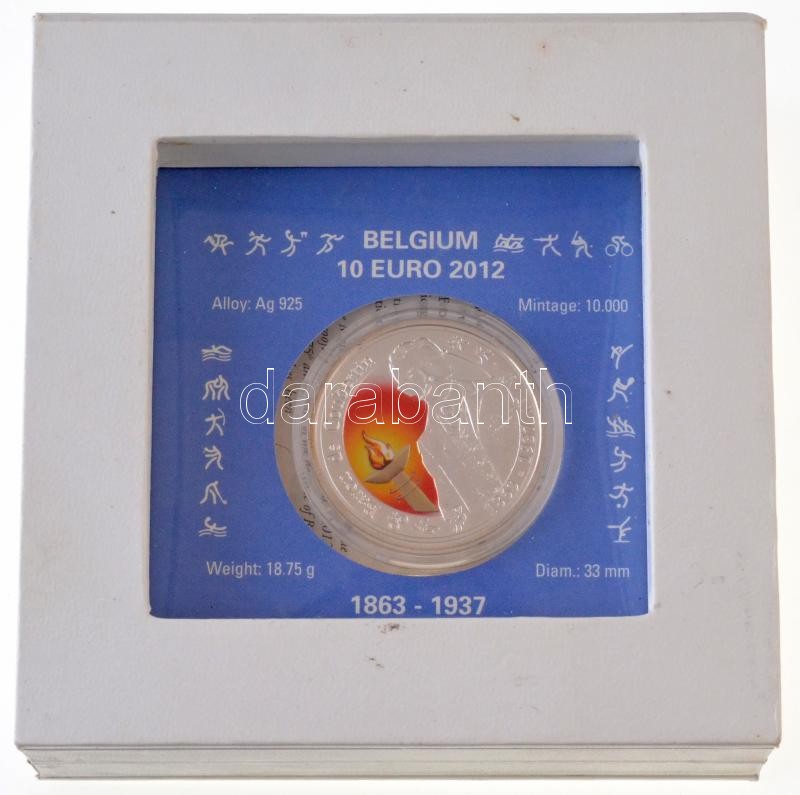 BELGIUM
10 EURO 2012
Alloy: Ag 925
Mintage: 10.000
darabanth
Weight: 18.75 g
Diam.: 33 mm
1863 - 1937